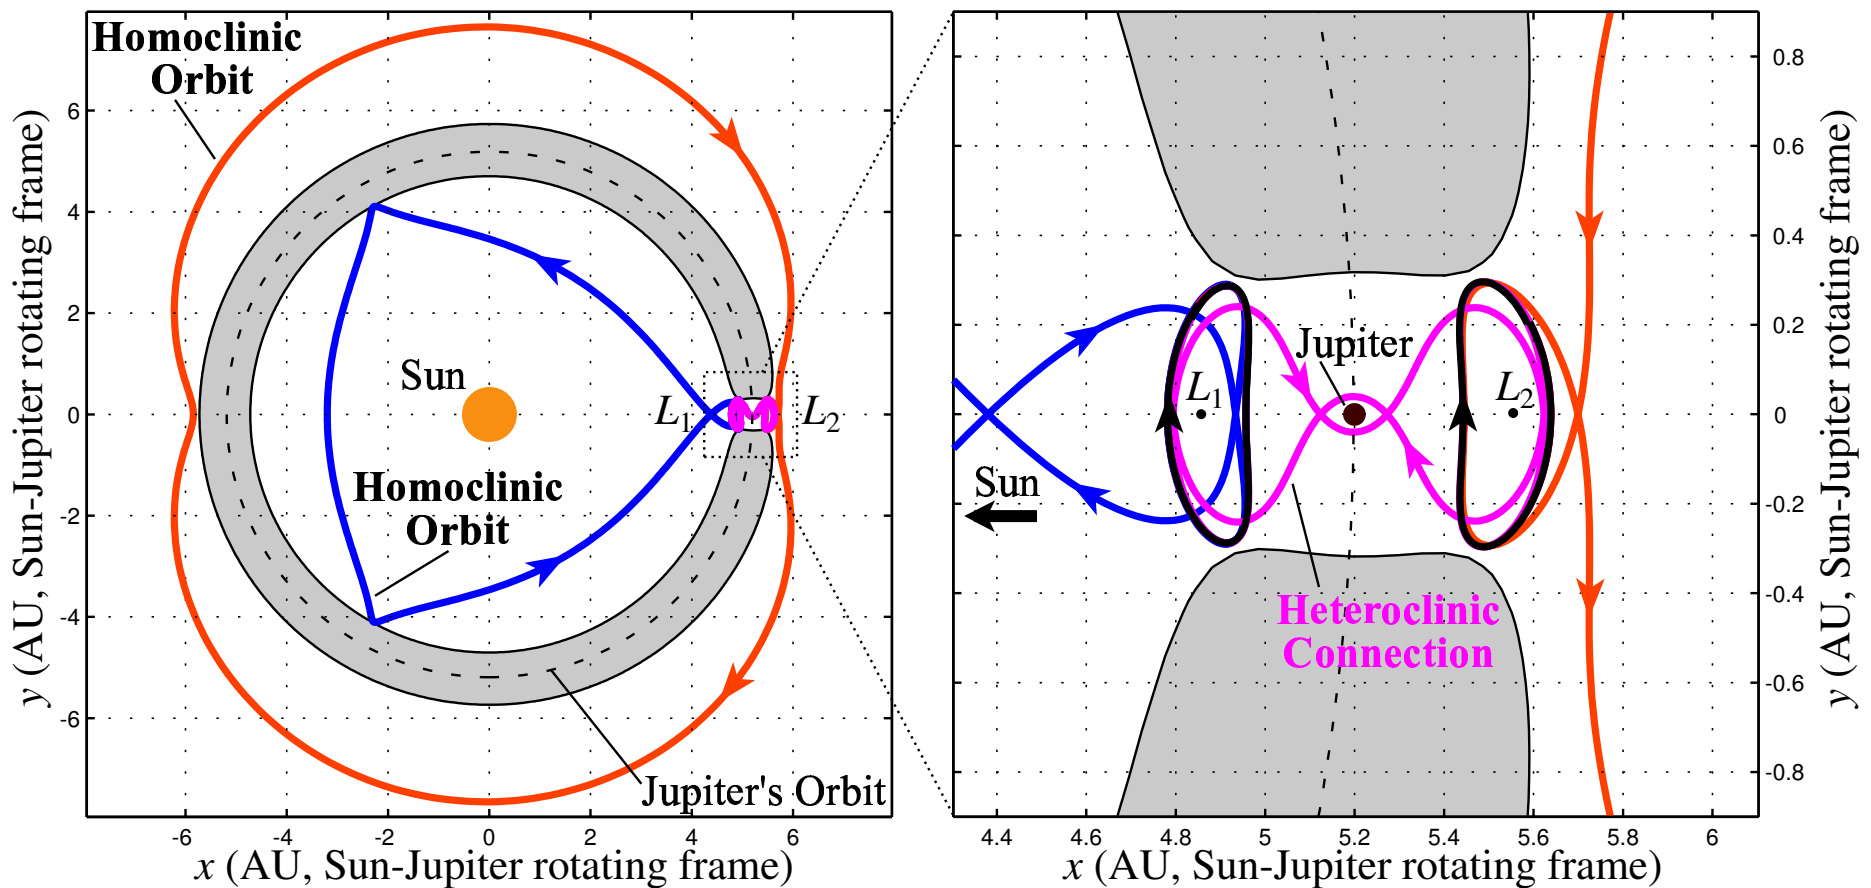 Homoclinic
Orbit
Sun
L1
L2
Homoclinic
Orbit
Jupiter's Orbit
6
4
2
0
-2
-4
-6
-6
-4
-2
0
2
4
6
x (AU, Sun-Jupiter rotating frame)
y (AU, Sun-Jupiter rotating frame)
Jupiter
L1
L2
Sun
Heteroclinic
Connection
0.8
0.6
0.4
0.2
0
-0.2
-0.4
-0.6
-0.8
4.4
4.6
4.8
5
5.2
5.4
5.6
5.8
6
x (AU, Sun-Jupiter rotating frame)
y (AU, Sun-Jupiter rotating frame)